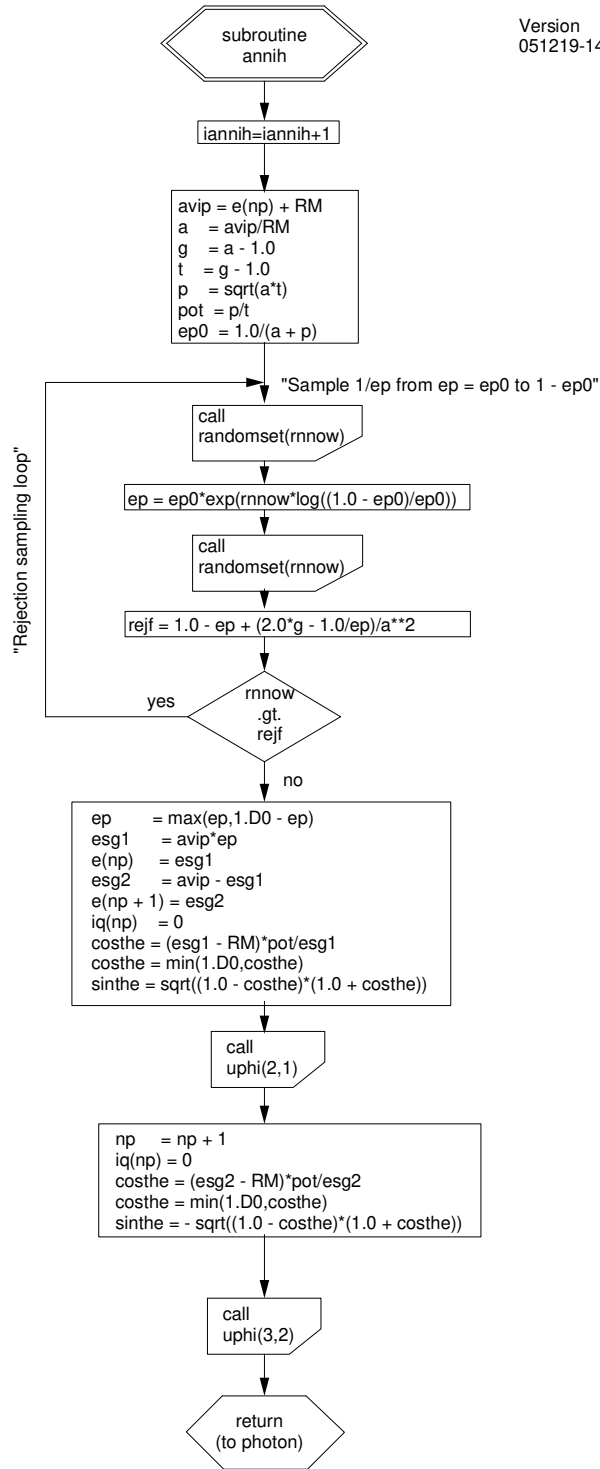 subroutine
annih
Version
051219-14
iannih=iannih+1
avip = e(np) + RM
a = avip/RM
g = a - 1.0
t = g - 1.0
p = sqrt(a*t)
pot = p/t
ep0 = 1.0/(a + p)
"Sample 1/ep from ep = ep0 to 1 - ep0"
call
randomset(rnnow)
"Rejection sampling loop"
ep = ep0*exp(rnnow*log((1.0 - ep0)/ep0))
call
randomset(rnnow)
rejf = 1.0 - ep + (2.0*g - 1.0/ep)/a**2
yes
rnnow
.gt.
rejf
no
ep = max(ep,1.D0 - ep)
esg1 = avip*ep
e(np) = esg1
esg2 = avip - esg1
e(np + 1) = esg2
iq(np) = 0
costhe = (esg1 - RM)*pot/esg1
costhe = min(1.D0,costhe)
sinthe = sqrt((1.0 - costhe)*(1.0 + costhe))
call
uphi(2,1)
np = np + 1
iq(np) = 0
costhe = (esg2 - RM)*pot/esg2
costhe = min(1.D0,costhe)
sinthe = - sqrt((1.0 - costhe)*(1.0 + costhe))
call
uphi(3,2)
return
(to photon)